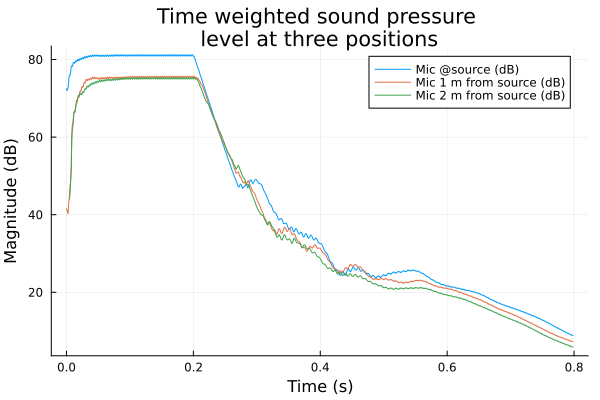 Time weighted sound pressure
level at three positions
Mic @source (dB)
Mic 1 m from source (dB)
Mic 2 m from source (dB)
Magnitude (dB)
80
60
40
20
0.0 0.2 0.4 0.6 0.8
Time (s)